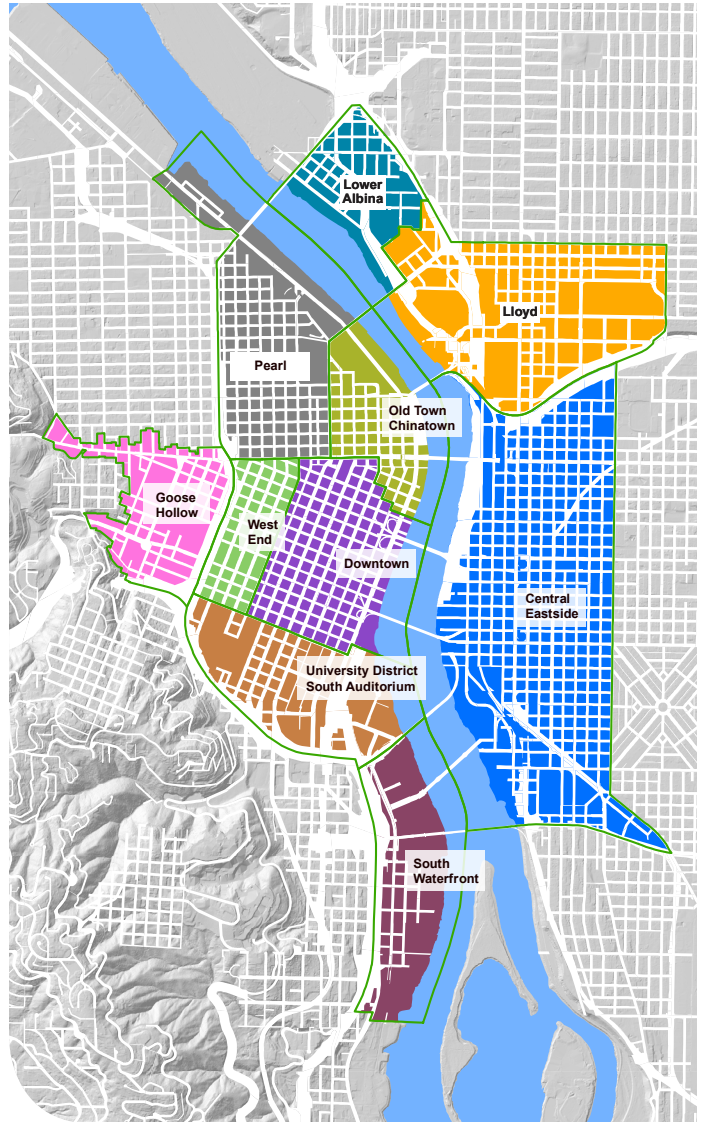 Lower
Albina
Lloyd
Pearl
Old Town
Chinatown
Goose
Hollow
West
End
Downtown
Central
Eastside
University District
South Auditorium
South
Waterfront